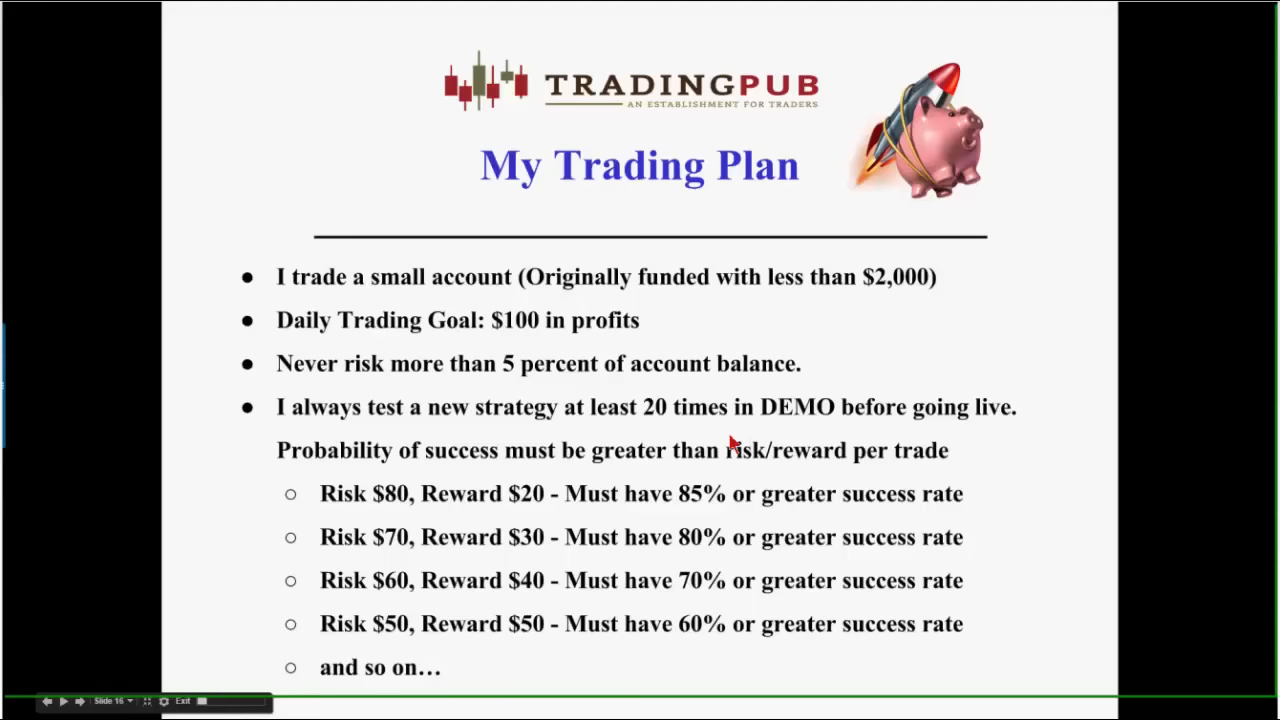 TRADINGPUB
AN ESTABLISHMENT FOR TRADERS
My Trading Plan
● I trade a small account (Originally funded with less than $2,000)
● Daily Trading Goal: $100 in profits
● Never risk more than 5 percent of account balance.
● I always test a new strategy at least 20 times in DEMO before going live.
Probability of success must be greater than risk/reward per trade
○ Risk $80, Reward $20 - Must have 85% or greater success rate
○ Risk $70, Reward $30 - Must have 80% or greater success rate
○ Risk $60, Reward $40 - Must have 70% or greater success rate
○ Risk $50, Reward $50 - Must have 60% or greater success rate
○ and so on…
Slide 16 Exit